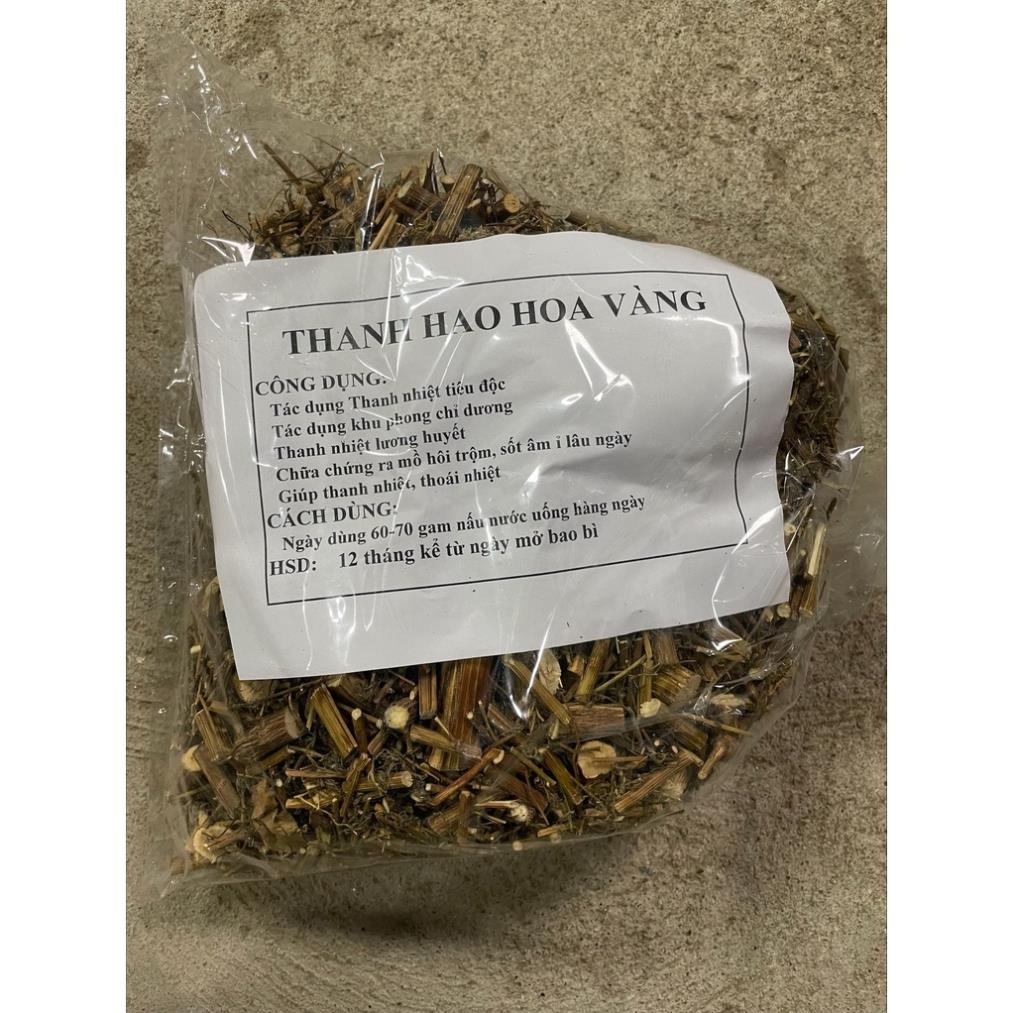 THANH HAO HOA VÀNG
CÔNG DỤNG:
Tác dụng Thanh nhiệt tiêu độc
Tác dụng khu phong chỉ dương
Thanh nhiệt lương huyết
Chữa chứng ra mồ hôi trộm, sốt âm ỉ lâu ngày
Giúp thanh nhiệt, thoái nhiệt
CÁCH DÙNG:
Ngày dùng 60-70 gam nấu nước uống hàng ngày
HSD: 12 tháng kể từ ngày mở bao bì